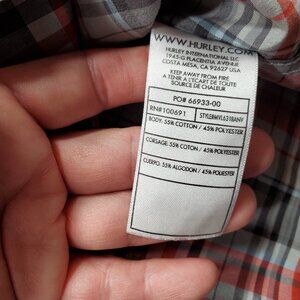 WWW.HURLEY.COM
HURLEY INTERNATIONAL LLC
1945-G PLACENTIA AVENUE
COSTA MESA, CA 92627 USA
KEEP AWAY FROM FIRE
A TENIR A L'ECART DE TOUTE
SOURCE DE CHALEUR
PO# 66933-00
RN#100691
STYLE#MVL6318ANV
BODY: 55% COTTON / 45% POLYESTER
CORSAGE: 55% COTON / 45% POLYESTER
CUERPO: 55% ALGODON / 45% POLIESTER